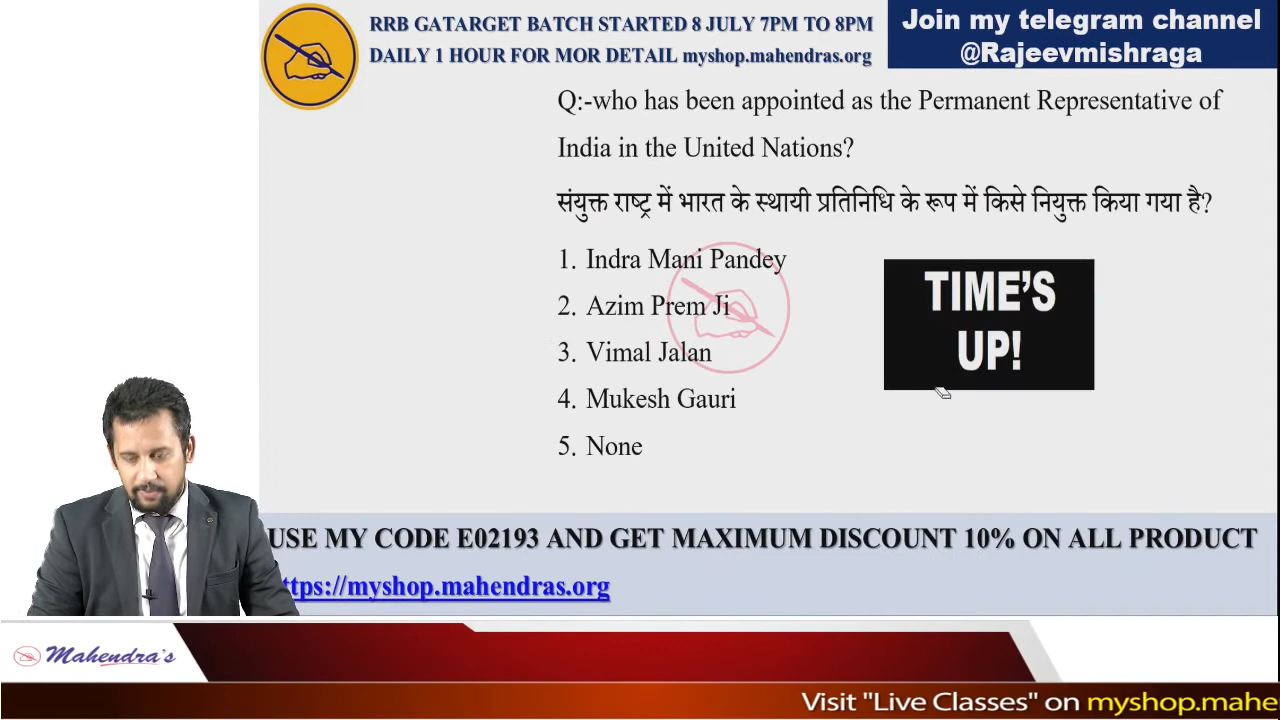 RRB GATARGET BATCH STARTED 8 JULY 7PM TO 8PM
DAILY 1 HOUR FOR MOR DETAIL myshop.mahendras.org
Join my telegram channel
@Rajeevmishraga
Q:-who has been appointed as the Permanent Representative of
India in the United Nations?
संयुक्त राष्ट्र में भारत के स्थायी प्रतिनिधि के रूप में किसे नियुक्त किया गया है?
1. Indra Mani Pandey
2. Azim Prem Ji
3. Vimal Jalan
4. Mukesh Gauri
5. None
TIME'S
UP!
USE MY CODE E02193 AND GET MAXIMUM DISCOUNT 10% ON ALL PRODUCT
ttps://myshop.mahendras.org
Mahendra's
Visit "Live Classes" on myshop.mahe